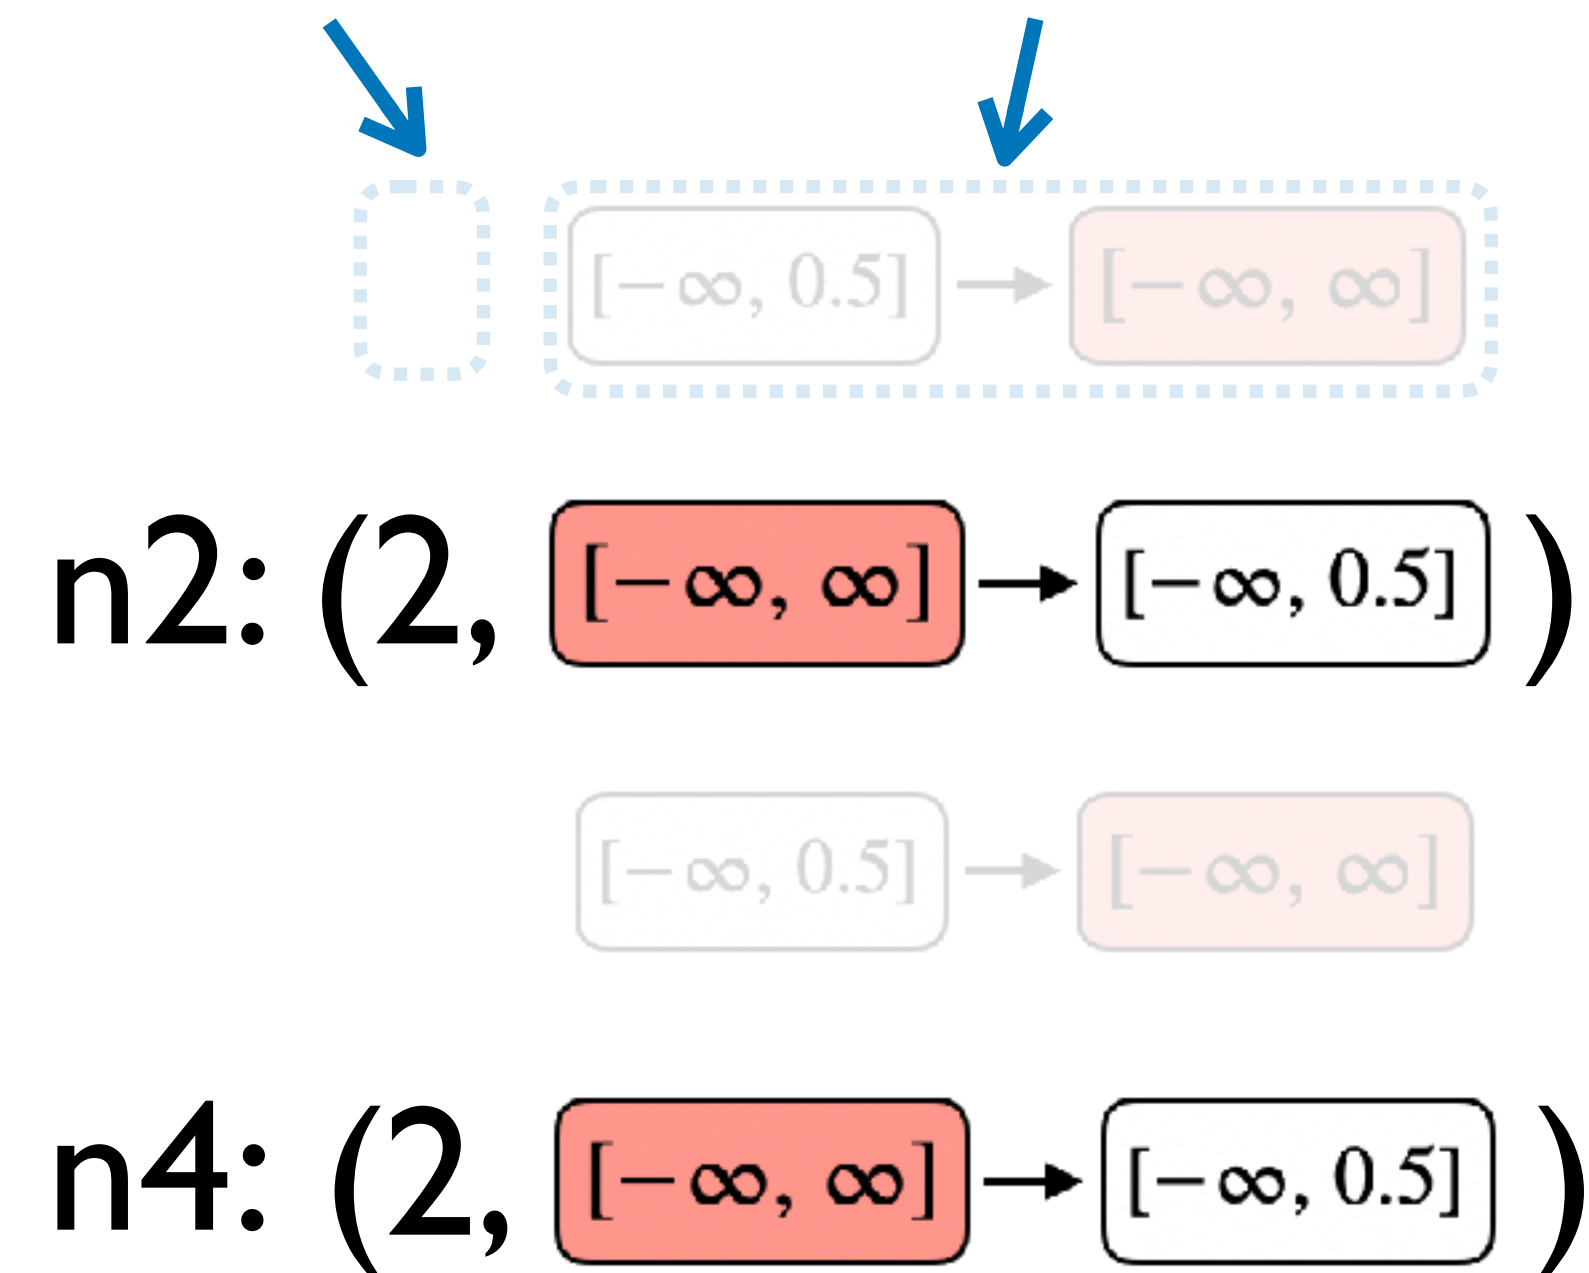 [−∞, 0.5] → [−∞, ∞]
n2: (2, [−∞, ∞] → [−∞, 0.5] )
[−∞, 0.5] → [−∞, ∞]
n4: (2, [−∞, ∞] → [−∞, 0.5] )